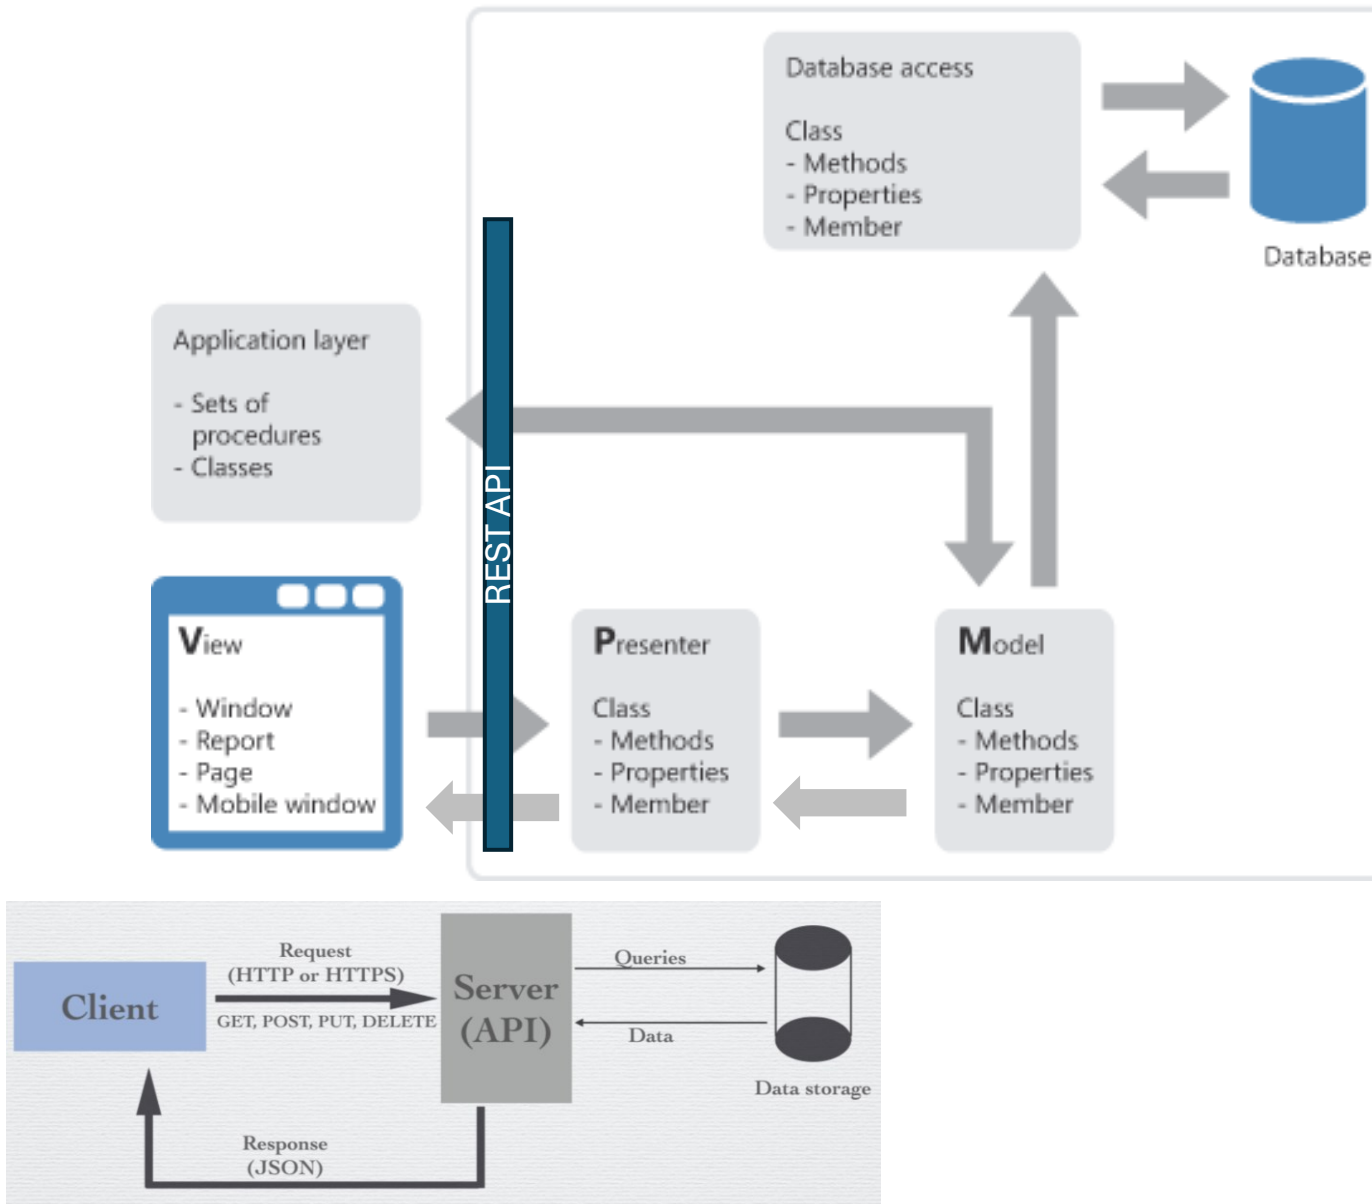 Database access
Class
- Methods
- Properties
- Member
Database
Application layer
- Sets of
procedures
- Classes
REST API
View
- Window
- Report
- Page
- Mobile window
Presenter
Class
- Methods
- Properties
- Member
Model
Class
- Methods
- Properties
- Member
Client
Request
(HTTP or HTTPS)
GET, POST, PUT, DELETE
Server
(API)
Queries
Data
Data storage
Response
(JSON)